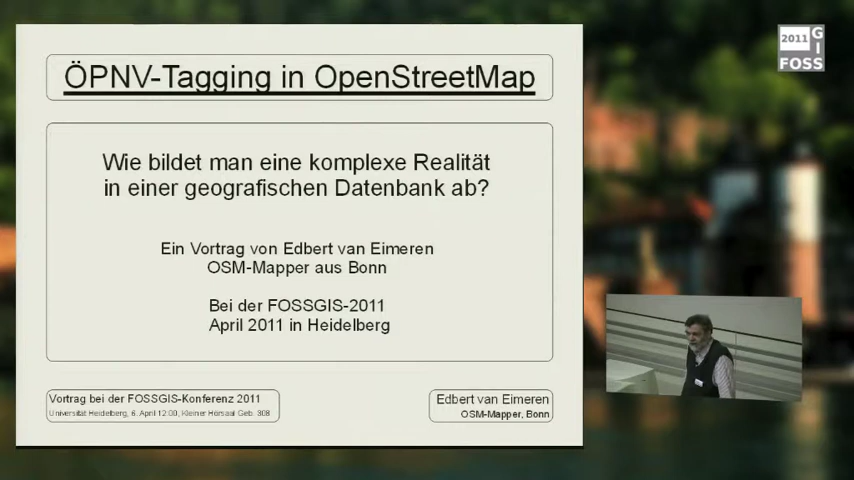 ÖPNV-Tagging in OpenStreetMap
Wie bildet man eine komplexe Realität
in einer geografischen Datenbank ab?
Ein Vortrag von Edbert van Eimeren
OSM-Mapper aus Bonn
Bei der FOSSGIS-2011
April 2011 in Heidelberg
Vortrag bei der FOSSGIS-Konferenz 2011
Universität Heidelberg, 6. April 12:00, Kleiner Hörsaal Geb. 308
Edbert van Eimeren
OSM-Mapper, Bonn
2011 G
I
FOSS